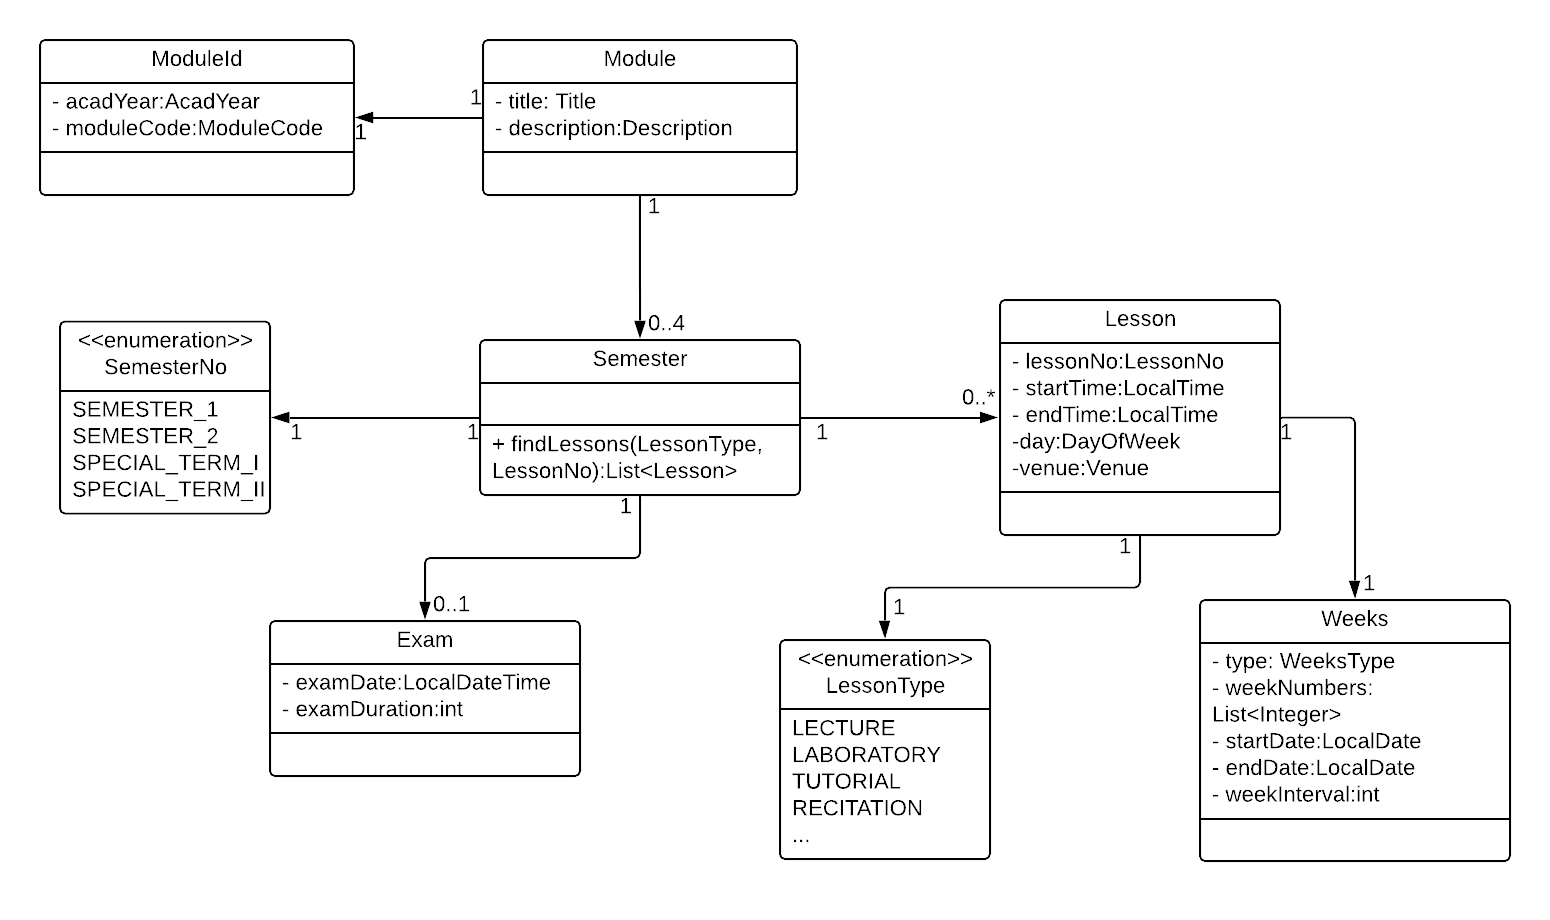 ModuleId
- acadYear:AcadYear
- moduleCode:ModuleCode
1
1
Module
- title: Title
- description:Description
1
0..4
<<enumeration>>
SemesterNo
SEMESTER_1
SEMESTER_2
SPECIAL_TERM_I
SPECIAL_TERM_II
1
1
Semester
+ findLessons(LessonType,
LessonNo):List<Lesson>
1
0..*
Lesson
- lessonNo:LessonNo
- startTime:LocalTime
- endTime:LocalTime
-day:DayOfWeek
-venue:Venue
1
1
1
0..1
Exam
- examDate:LocalDateTime
- examDuration:int
1
1
<<enumeration>>
LessonType
LECTURE
LABORATORY
TUTORIAL
RECITATION
...
Weeks
- type: WeeksType
- weekNumbers:
List<Integer>
- startDate:LocalDate
- endDate:LocalDate
- weekInterval:int